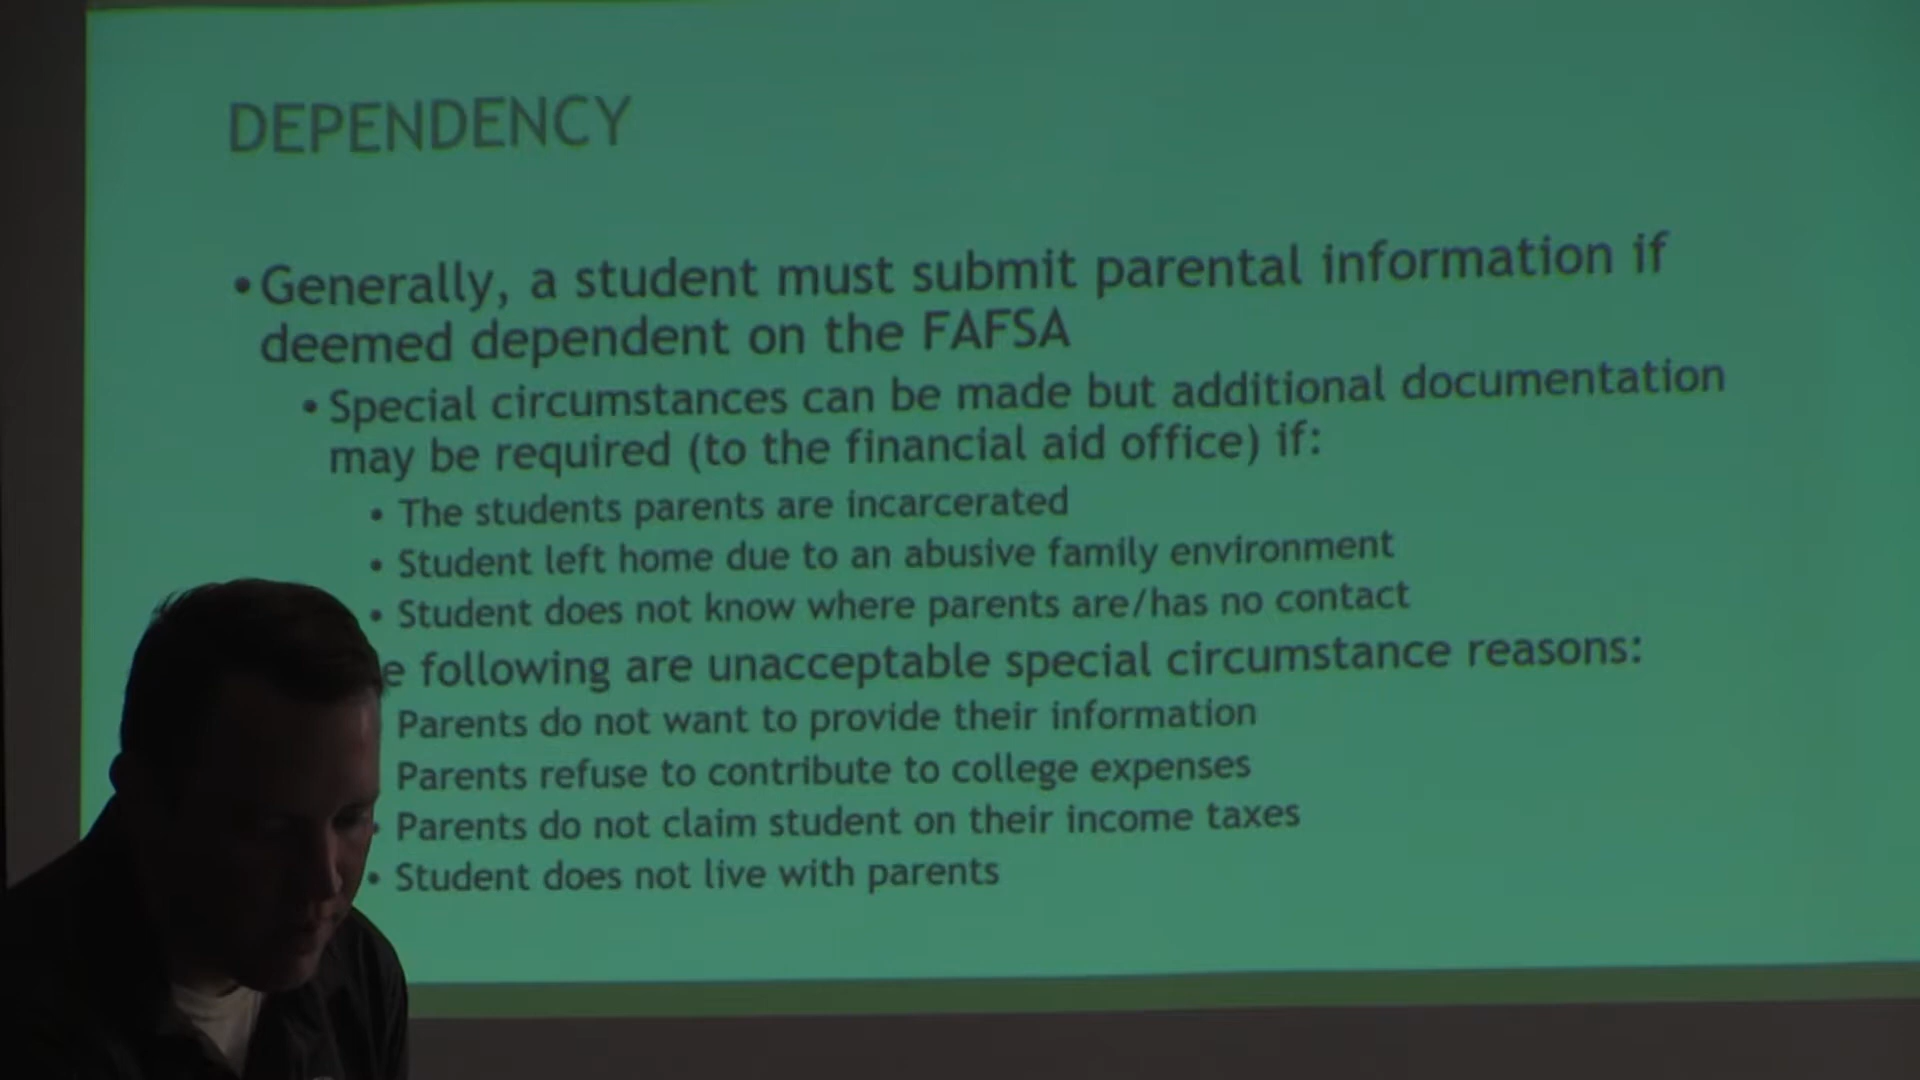 DEPENDENCY
• Generally, a student must submit parental information if
deemed dependent on the FAFSA
• Special circumstances can be made but additional documentation
may be required (to the financial aid office) if:
• The students parents are incarcerated
• Student left home due to an abusive family environment
• Student does not know where parents are/has no contact
e following are unacceptable special circumstance reasons:
Parents do not want to provide their information
Parents refuse to contribute to college expenses
• Parents do not claim student on their income taxes
• Student does not live with parents